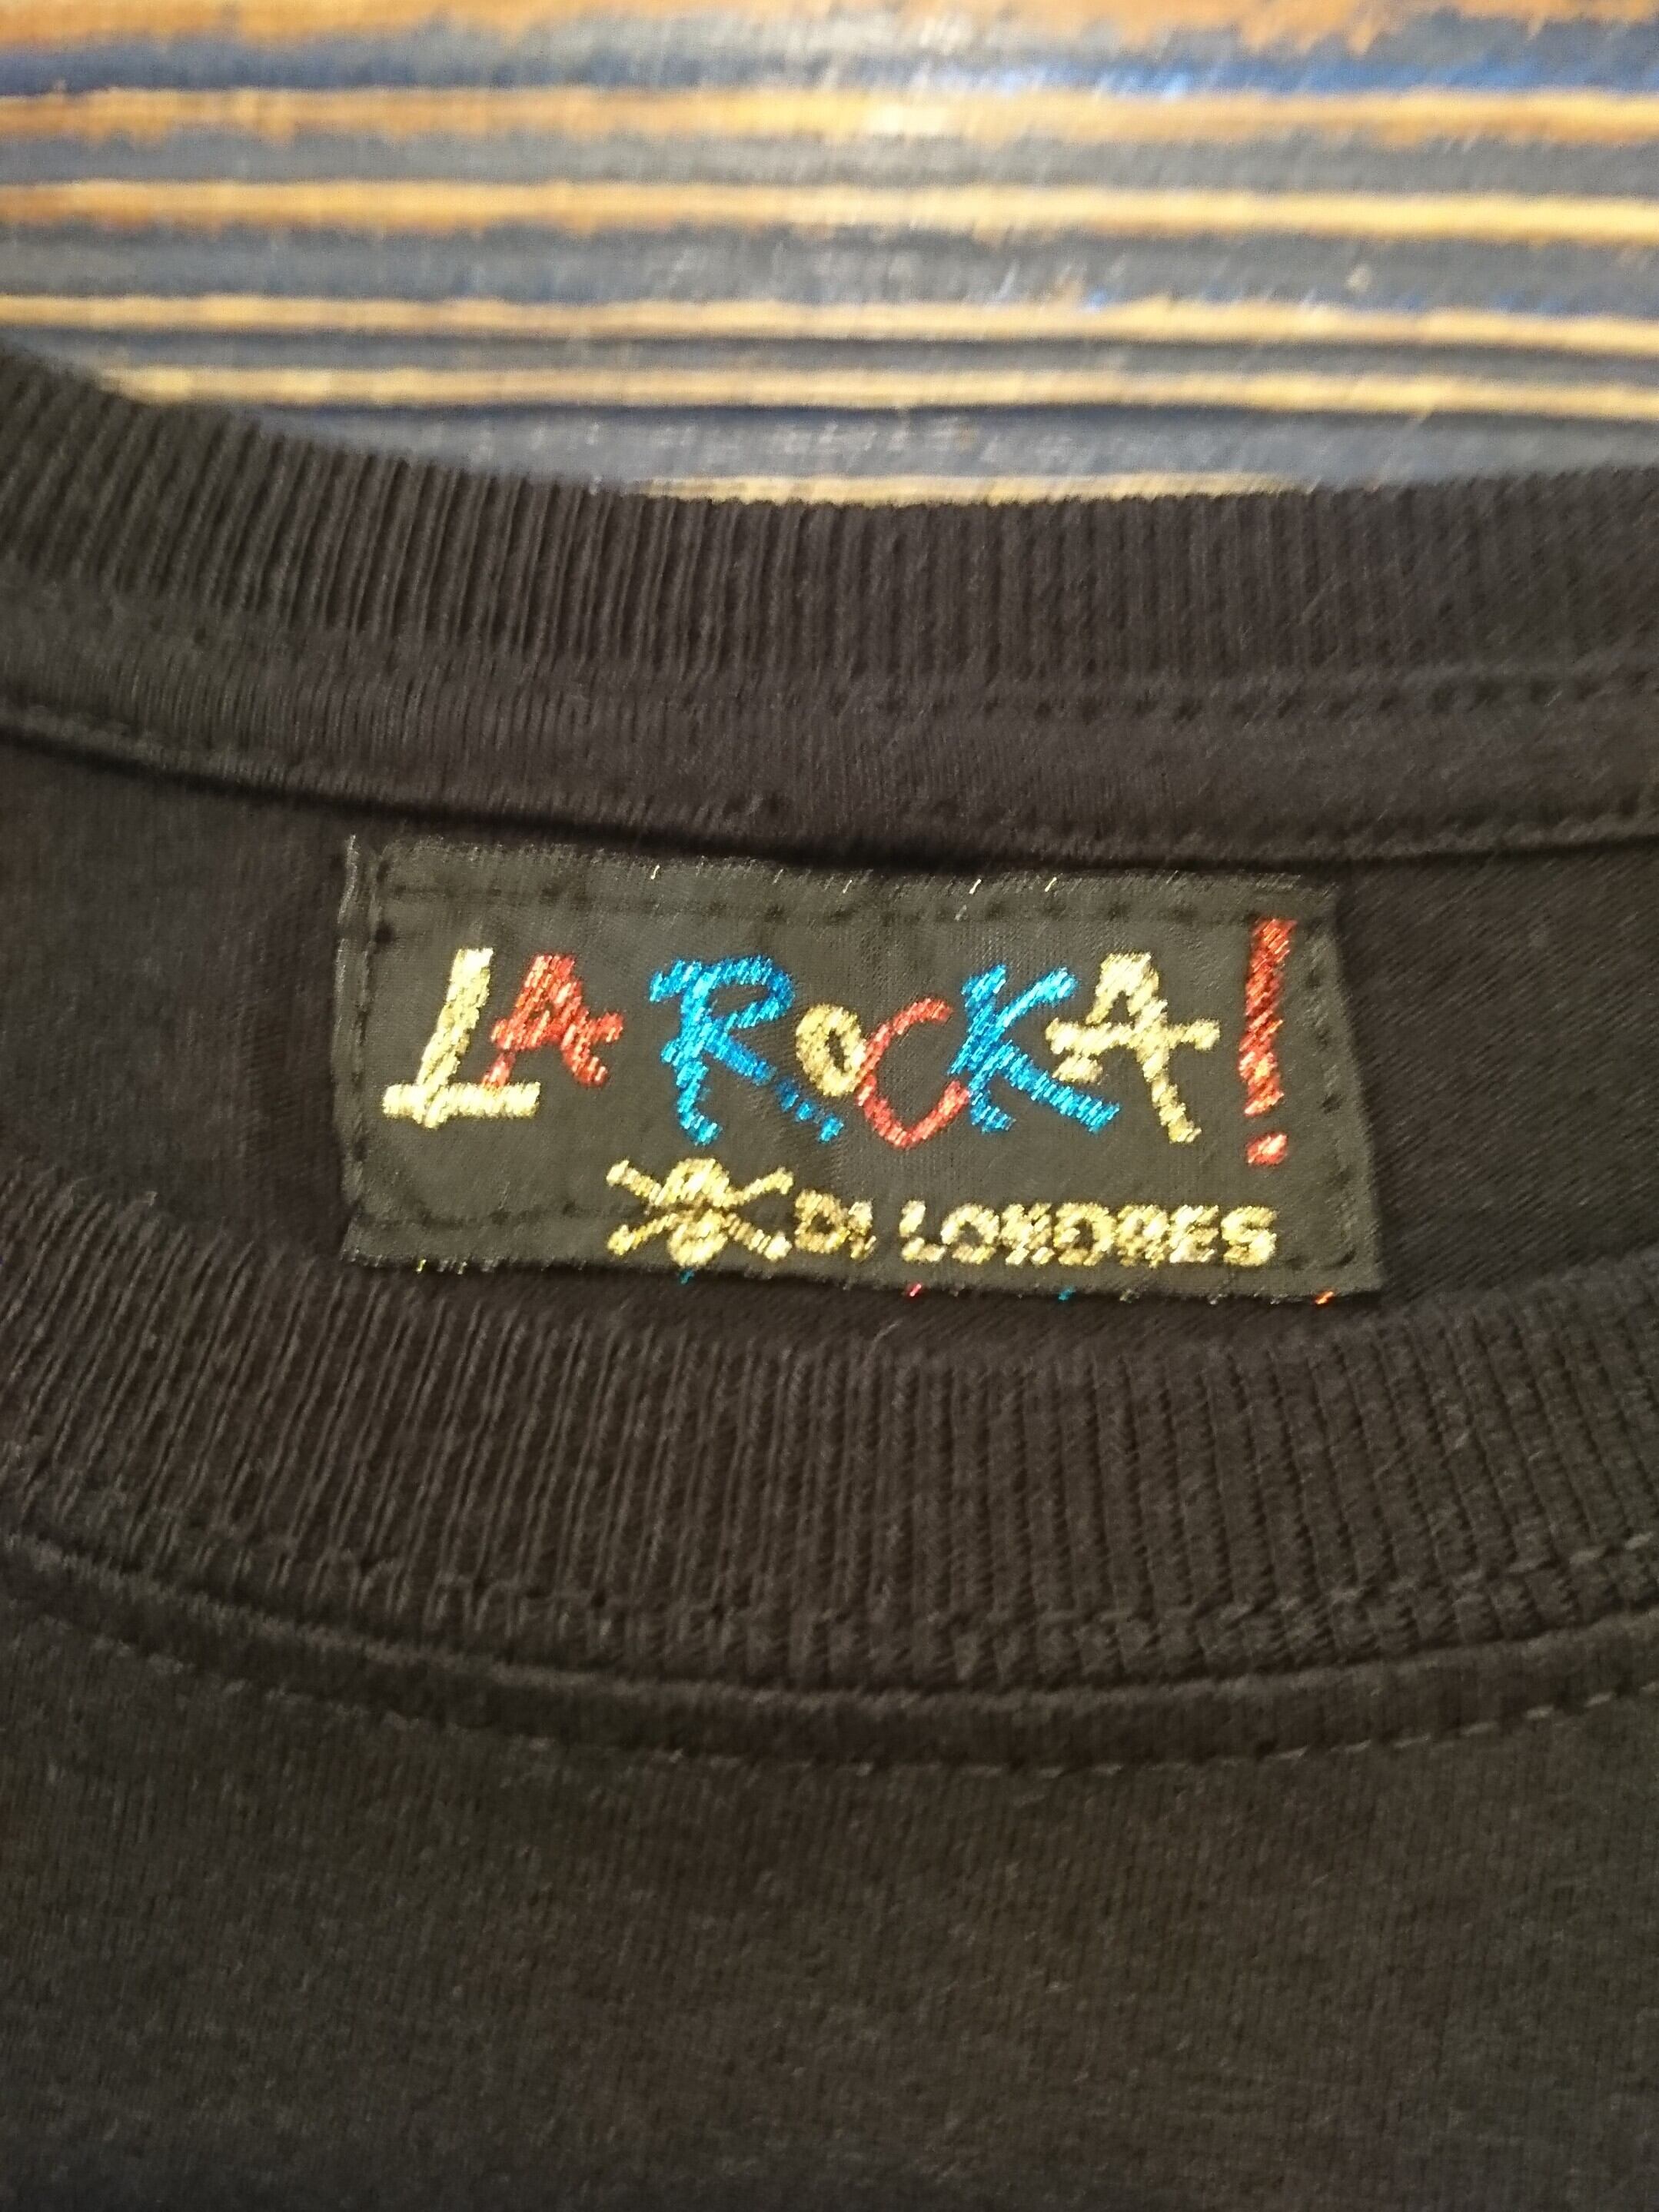 LA ROCKA!
DI LONDRES